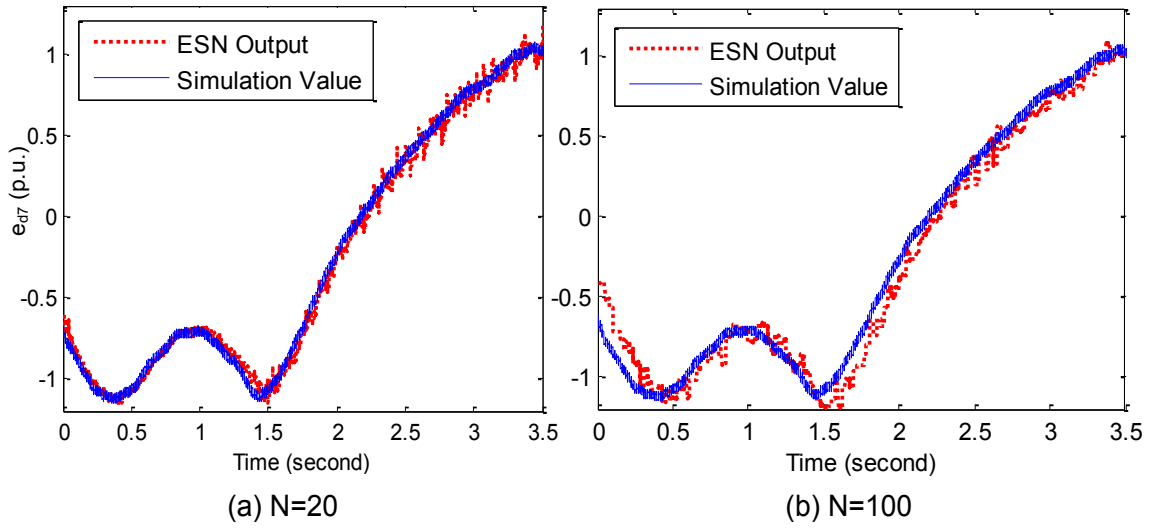 ESN Output
Simulation Value
1
0.5
0
-0.5
-1
e_d7 (p.u.)
0 0.5 1 1.5 2 2.5 3 3.5
Time (second)
(a) N=20
ESN Output
Simulation Value
1
0.5
0
-0.5
-1
0 0.5 1 1.5 2 2.5 3 3.5
Time (second)
(b) N=100